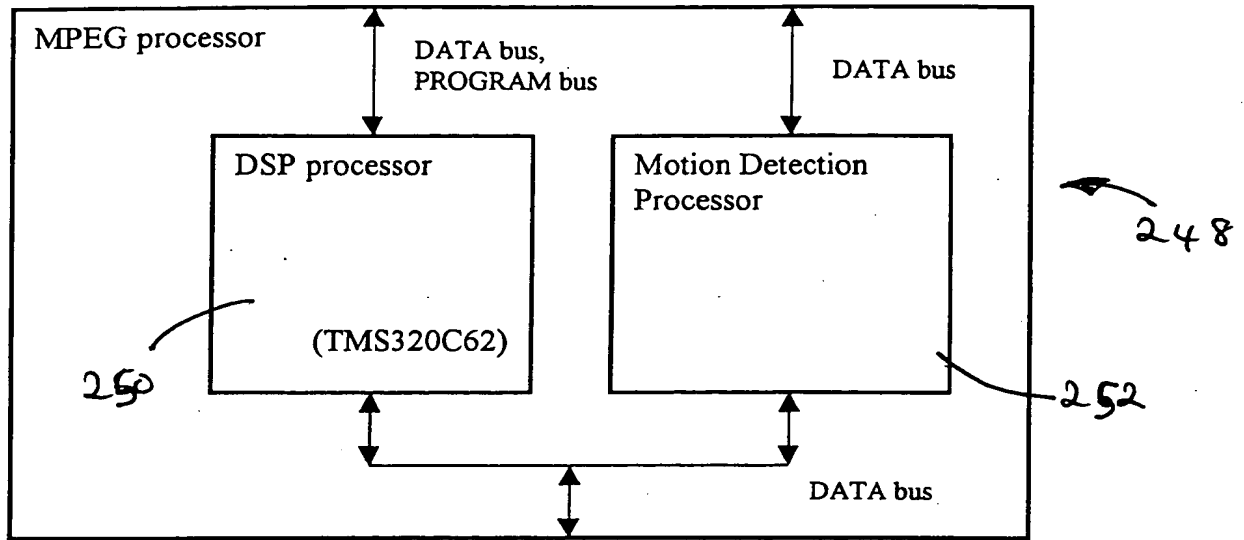 MPEG processor
DATA bus,
PROGRAM bus
DATA bus
DSP processor
(TMS320C62)
Motion Detection
Processor
248
250
252
DATA bus